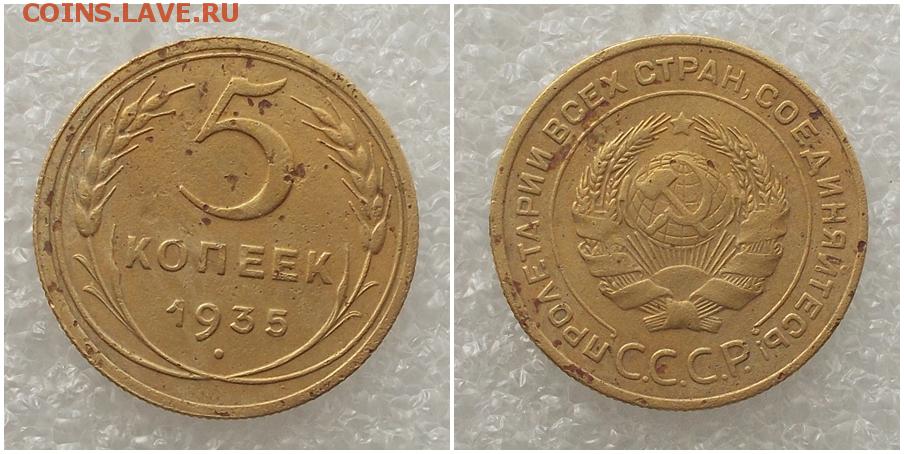 COINS.LAVE.RU
5
КОПЕЕК
1935
ПРОЛЕТАРИИ ВСЕХ СТРАН, СОЕДИНЯЙТЕСЬ!
С.С.С.Р.